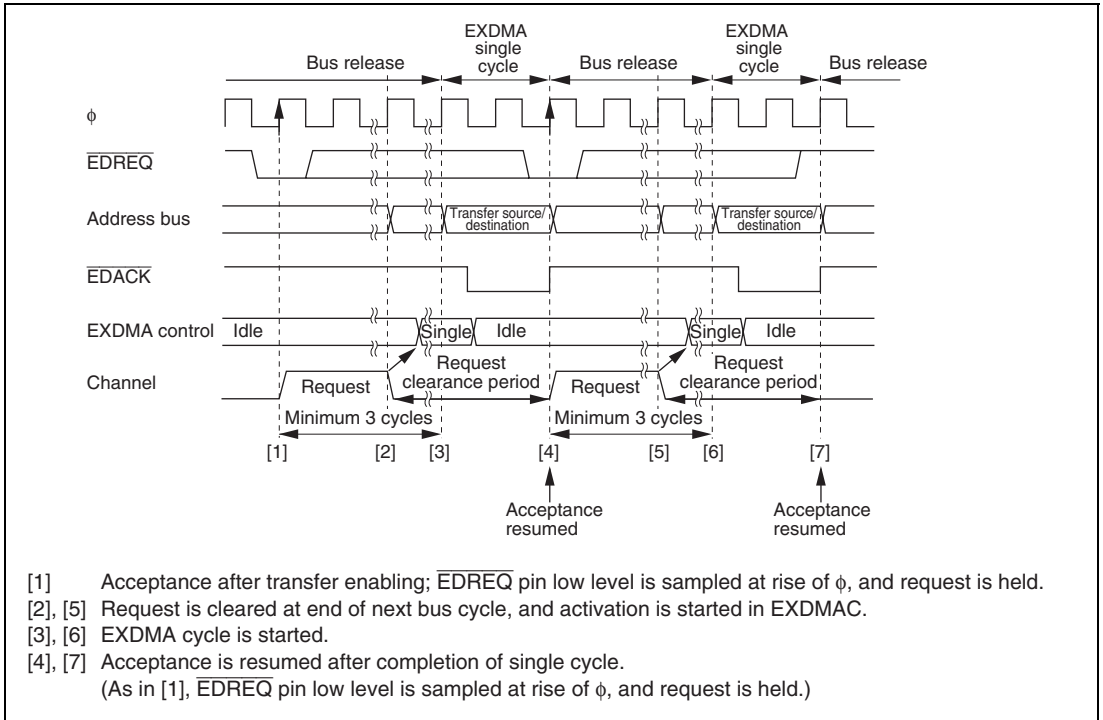 EXDMA single cycle
EXDMA single cycle
Bus release
Bus release
Bus release
φ
EDREQ
Address bus
Transfer source/
destination
Transfer source/
destination
EDACK
EXDMA control
Idle
Single
Idle
Single
Idle
Channel
Request
Request
clearance period
Request
Request
clearance period
Minimum 3 cycles
Minimum 3 cycles
[1] [2] [3] [4] [5] [6] [7]
Acceptance
resumed
Acceptance
resumed
[1] Acceptance after transfer enabling; EDREQ pin low level is sampled at rise of φ, and request is held.
[2], [5] Request is cleared at end of next bus cycle, and activation is started in EXDMAC.
[3], [6] EXDMA cycle is started.
[4], [7] Acceptance is resumed after completion of single cycle.
(As in [1], EDREQ pin low level is sampled at rise of φ, and request is held.)